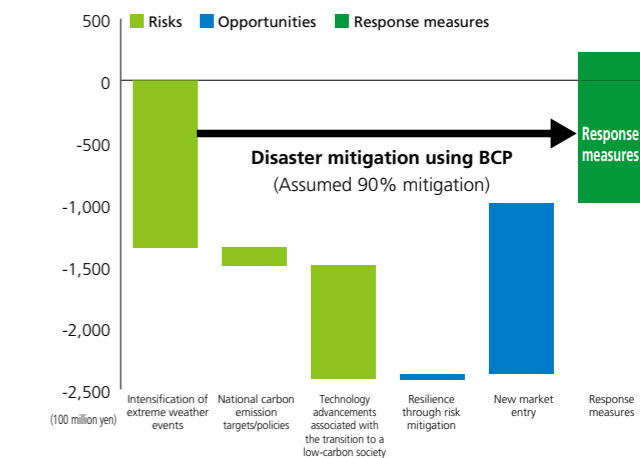 500
Risks
Opportunities
Response measures
0
-500
-1,000
-1,500
-2,000
-2,500
(100 million yen)
Disaster mitigation using BCP
(Assumed 90% mitigation)
Response
measures
Intensification of
extreme weather
events
National carbon
emission
targets/policies
Technology
advancements
associated with
the transition to a
low-carbon society
Resilience
through risk
mitigation
New market
entry
Response
measures